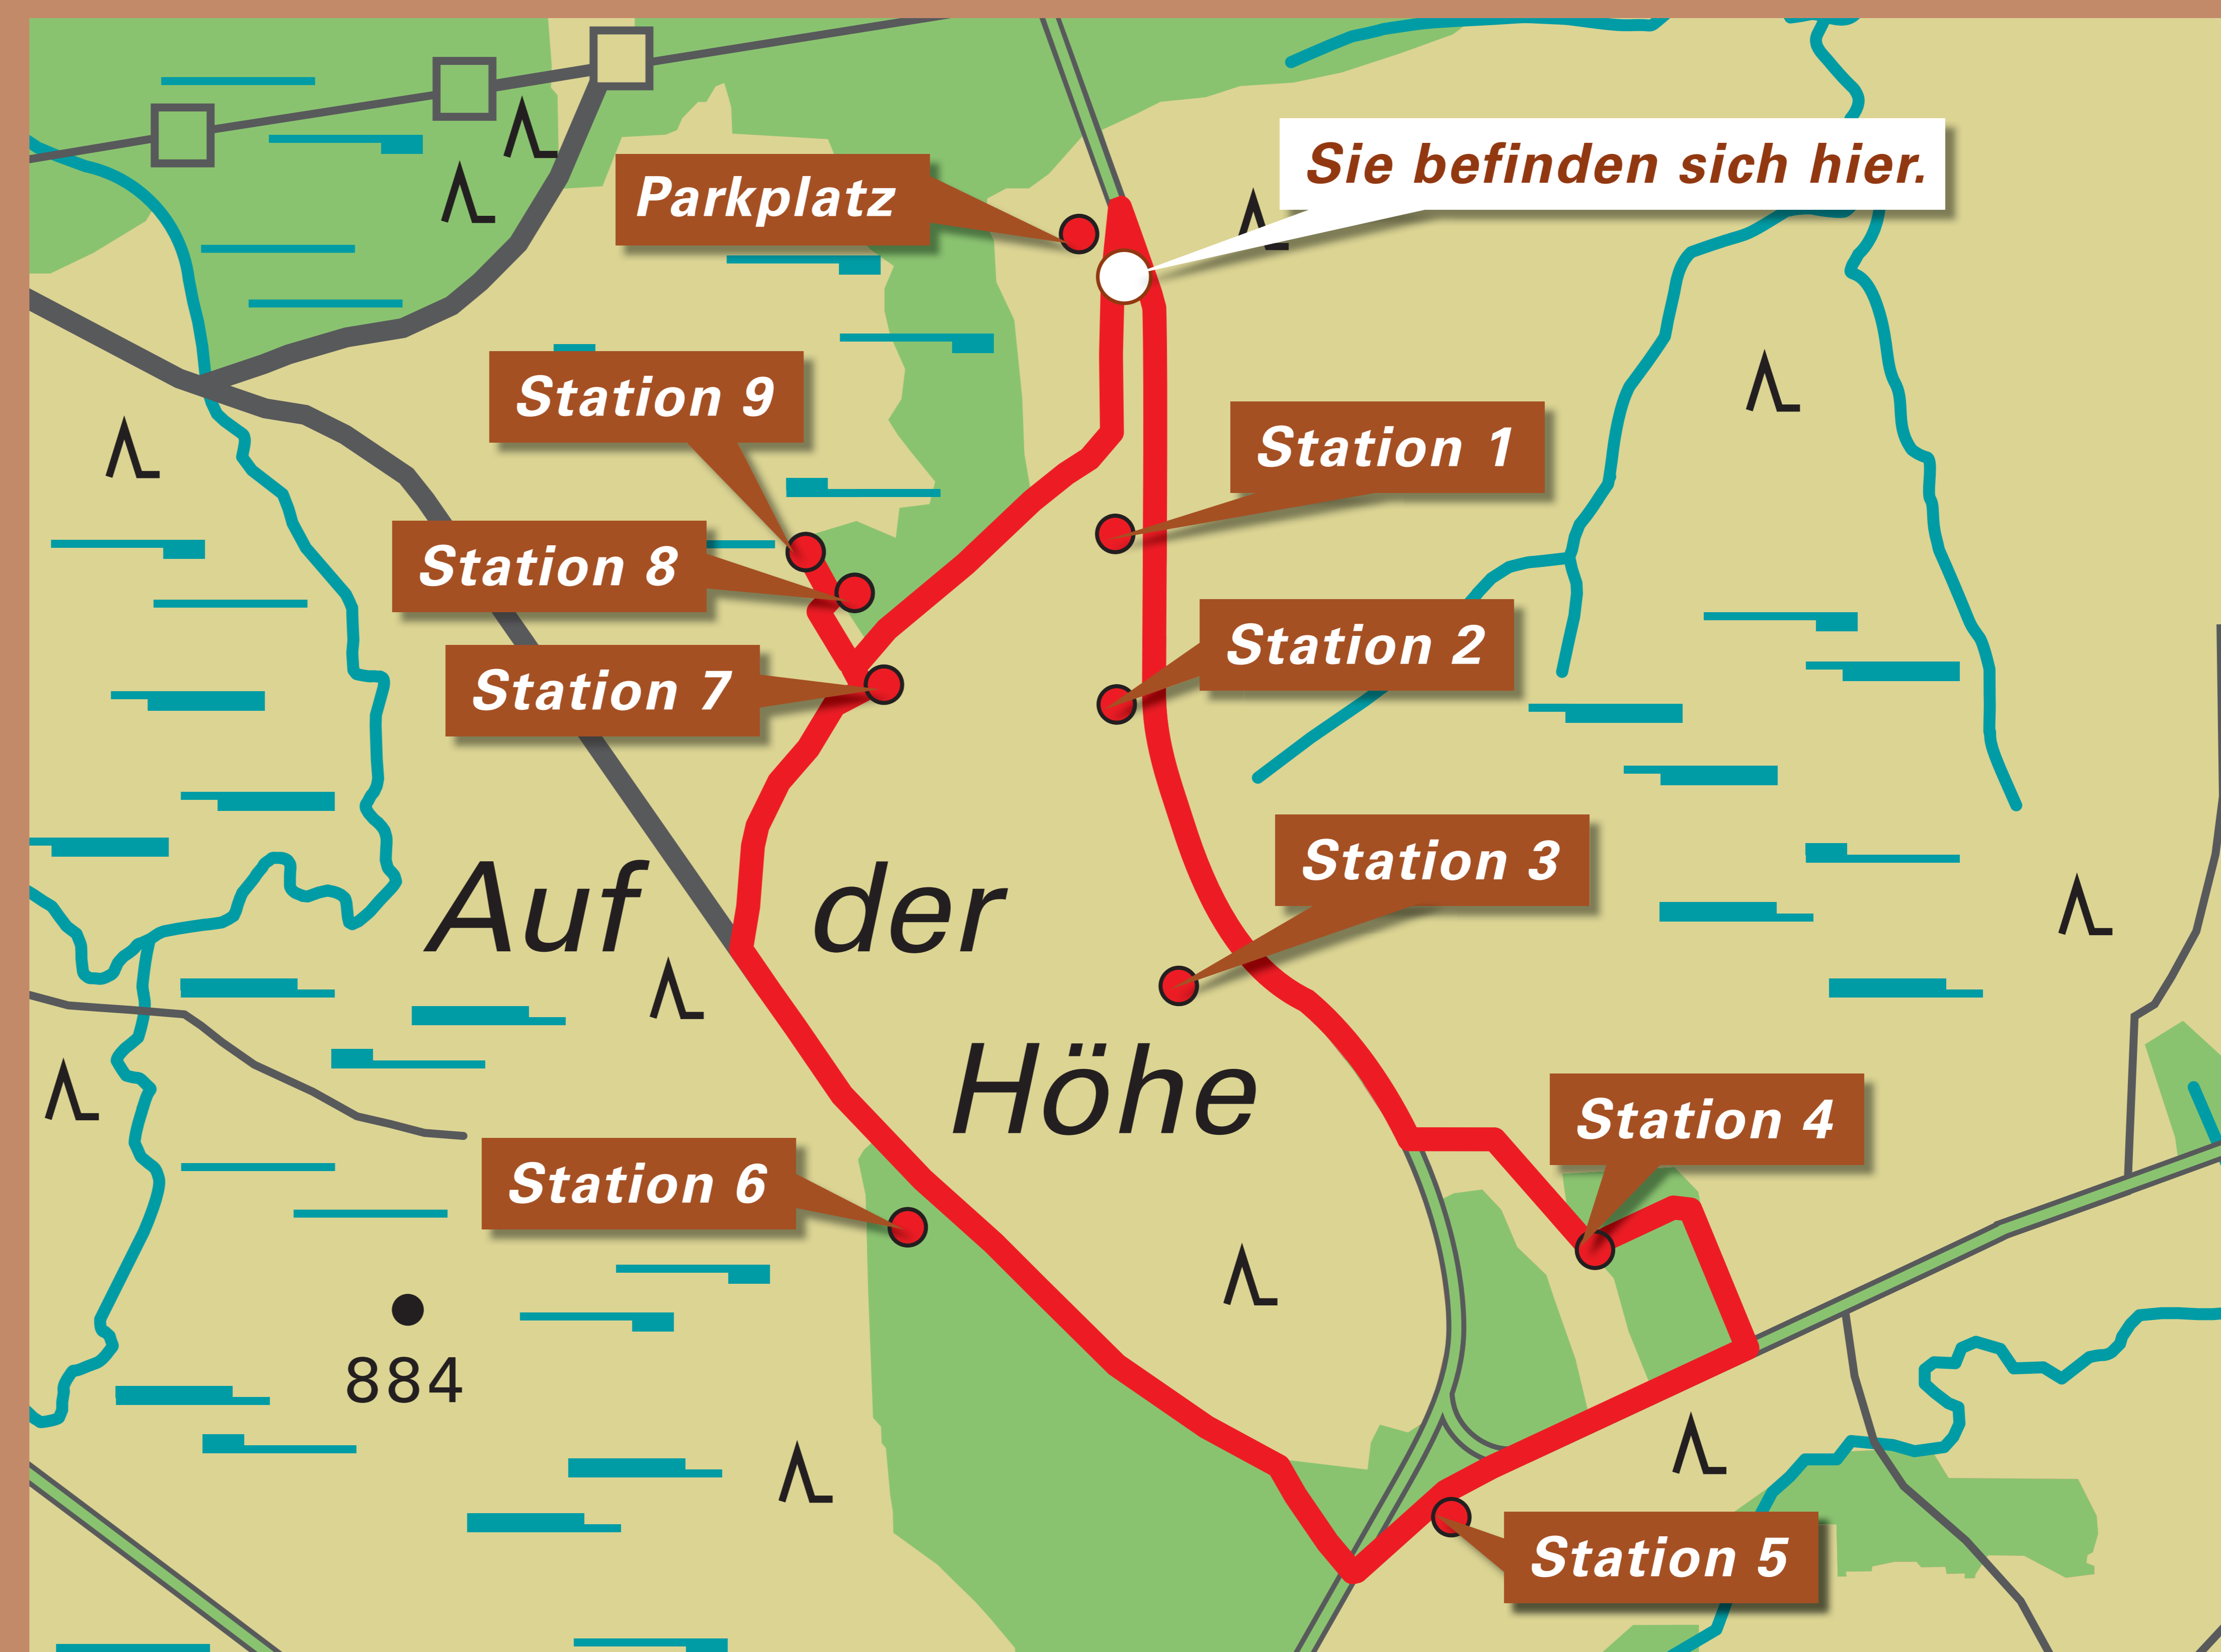 Sie befinden sich hier.
Parkplatz
Station 9
Station 1
Station 8
Station 2
Station 7
Station 3
Auf der
Höhe
Station 4
Station 6
884
Station 5